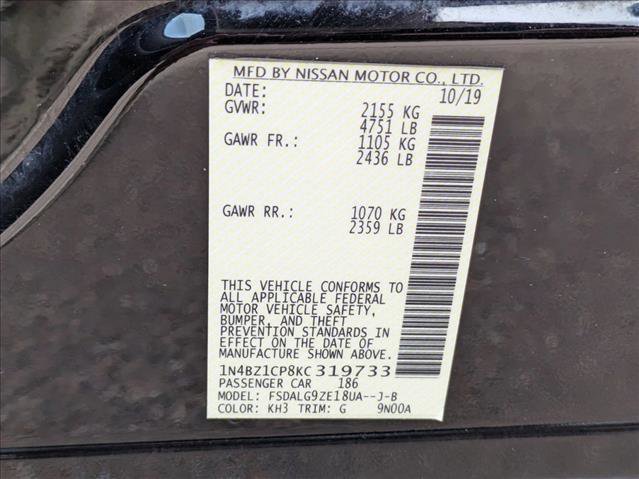 MFD BY NISSAN MOTOR CO., LTD.
DATE: 10/19
GVWR: 2155 KG
4751 LB
GAWR FR.: 1105 KG
2436 LB
GAWR RR.: 1070 KG
2359 LB
THIS VEHICLE CONFORMS TO
ALL APPLICABLE FEDERAL
MOTOR VEHICLE SAFETY,
BUMPER, AND THEFT
PREVENTION STANDARDS IN
EFFECT ON THE DATE OF
MANUFACTURE SHOWN ABOVE.
1N4BZ1CP8KC319733
PASSENGER CAR 186
MODEL: FSDALG9ZE18UA--J-B
COLOR: KH3 TRIM: G 9N00A